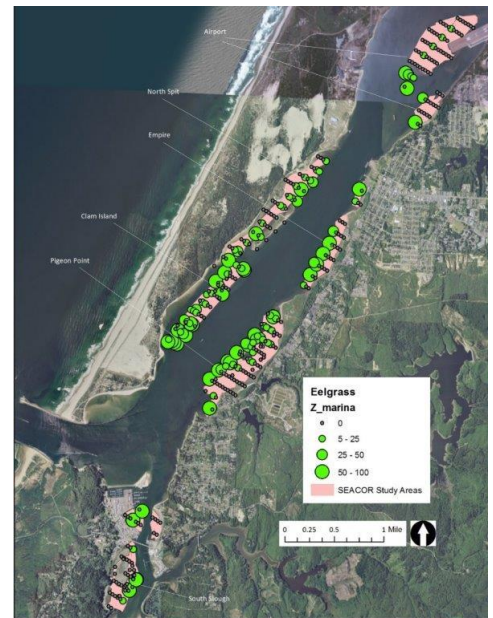 Airport
North Spit
Empire
Clam Island
Pigeon Point
Eelgrass
Z_marina
0
5 - 25
25 - 50
50 - 100
SEACOR Study Areas
0 0.25 0.5 1 Mile
South Slough